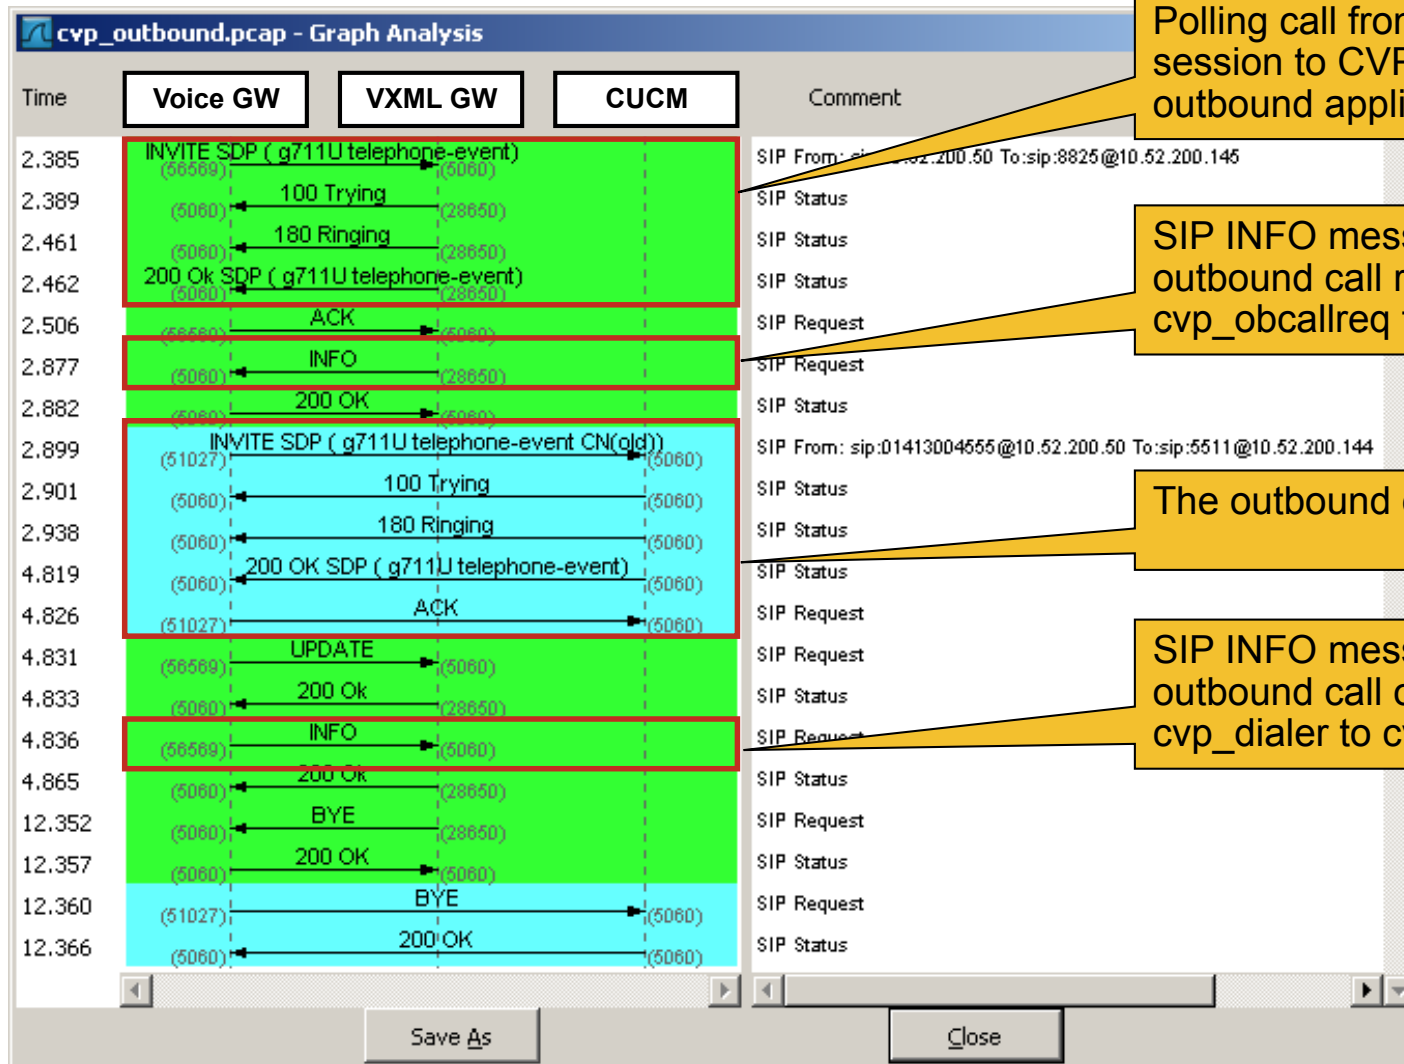 cvp_outbound.pcap - Graph Analysis
Polling call from
session to CVP
outbound appli
Time Voice GW VXML GW CUCM Comment
2.385 INVITE SDP ( g711U telephone-event) (56569) (5060) SIP From: 52.200.50 To:sip:8825@10.52.200.145
2.389 100 Trying (5060) (28650) SIP Status
2.461 180 Ringing (5060) (28650) SIP Status
2.462 200 Ok SDP ( g711U telephone-event) (5060) (28650) SIP Status
SIP INFO mess
outbound call r
cvp_obcallreq
2.506 ACK (56569) (5060) SIP Request
2.877 INFO (5060) (28650) SIP Request
2.882 200 OK (5060) (5060) SIP Status
2.899 INVITE SDP ( g711U telephone-event CN(old)) (51027) (5060) SIP From: sip:01413004555@10.52.200.50 To:sip:5511@10.52.200.144
2.901 100 Trying (5060) (5060) SIP Status
The outbound
2.938 180 Ringing (5060) (5060) SIP Status
4.819 200 OK SDP ( g711U telephone-event) (5060) (5060) SIP Status
4.826 ACK (51027) (5060) SIP Request
4.831 UPDATE (56569) (5060) SIP Request
4.833 200 Ok (5060) (28650) SIP Status
SIP INFO mess
outbound call
cvp_dialer to cv
4.836 INFO (56569) (5060) SIP Request
4.865 200 Ok (5060) (28650) SIP Status
12.352 BYE (5060) (28650) SIP Request
12.357 200 OK (5060) (5060) SIP Status
12.360 BYE (51027) (5060) SIP Request
12.366 200 OK (5060) (5060) SIP Status
Save As Close